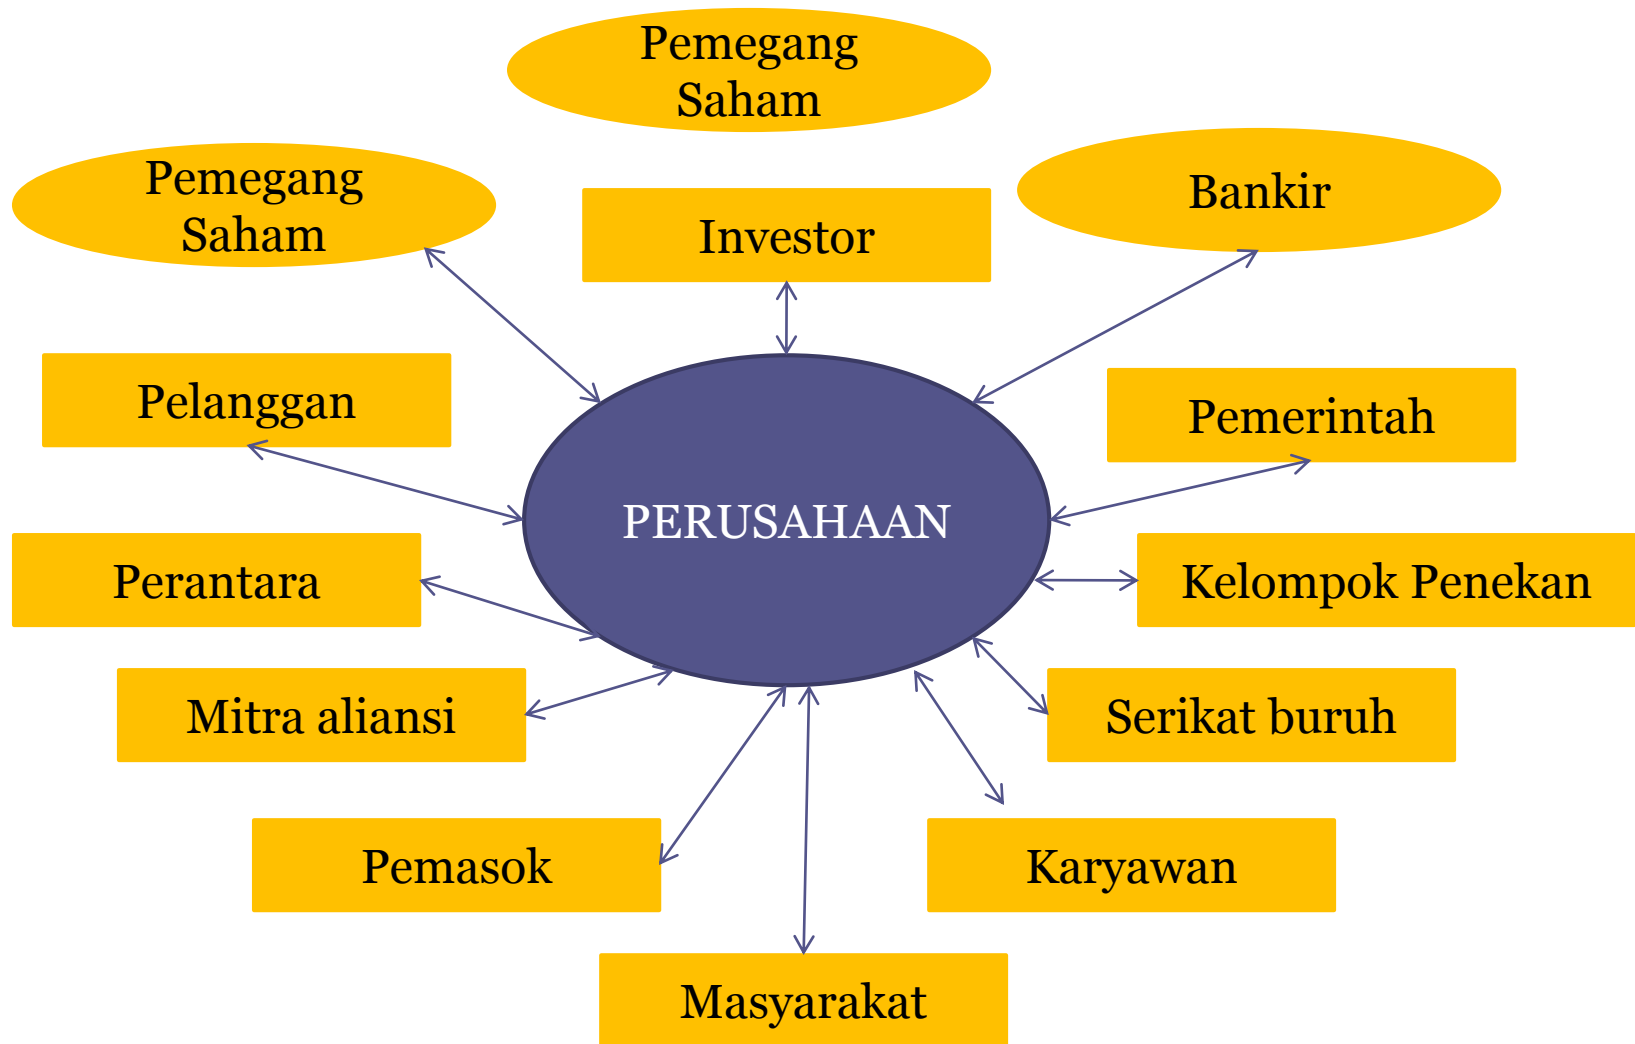 Pemegang
Saham
Pemegang
Saham
Bankir
Investor
Pelanggan
Pemerintah
PERUSAHAAN
Perantara
Kelompok Penekan
Mitra aliansi
Serikat buruh
Pemasok
Karyawan
Masyarakat